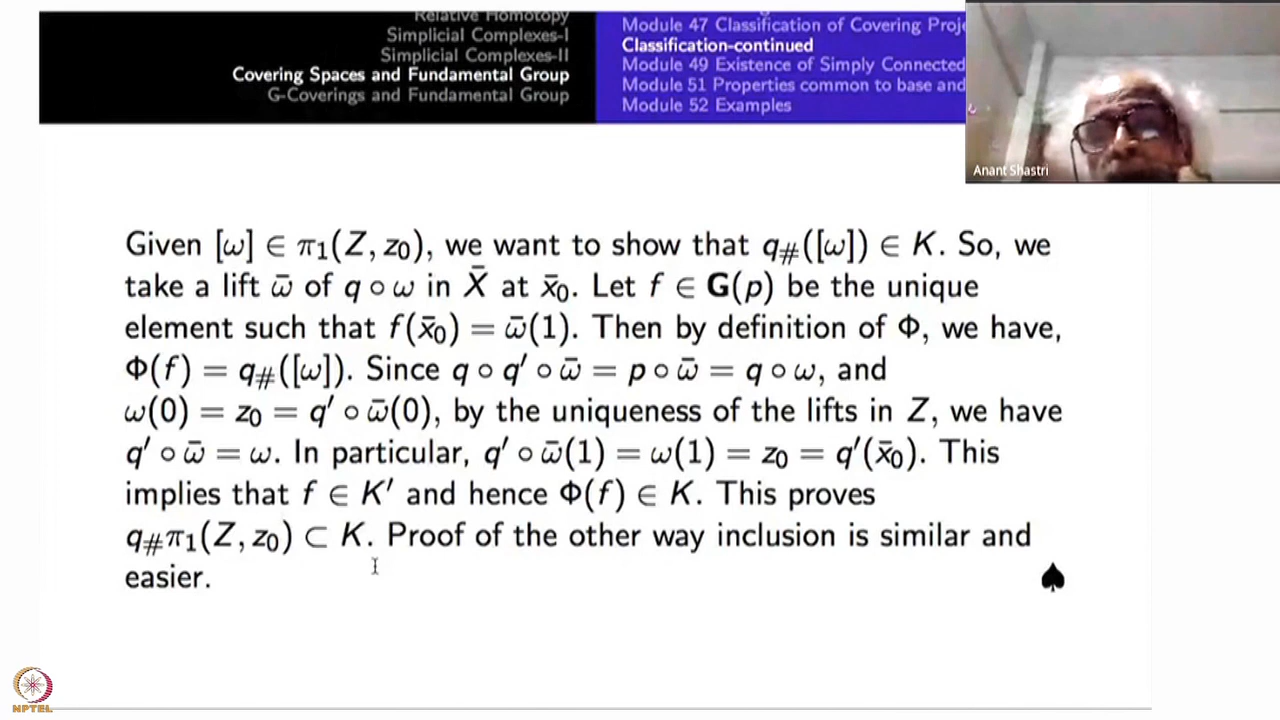 Relative Homotopy
Simplicial Complexes-I
Simplicial Complexes-II
Covering Spaces and Fundamental Group
G-Coverings and Fundamental Group
Module 47 Classification of Covering Proje
Classification-continued
Module 49 Existence of Simply Connected
Module 51 Properties common to base and
Module 52 Examples
Anant Shastri
Given [ω] ∈ π₁(Z, z₀), we want to show that q#([ω]) ∈ K. So, we
take a lift ω̄ of q ∘ ω in X̄ at x̄₀. Let f ∈ G(p) be the unique
element such that f(x̄₀) = ω̄(1). Then by definition of Φ, we have,
Φ(f) = q#([ω]). Since q ∘ q′ ∘ ω̄ = p ∘ ω̄ = q ∘ ω, and
ω(0) = z₀ = q′ ∘ ω̄(0), by the uniqueness of the lifts in Z, we have
q′ ∘ ω̄ = ω. In particular, q′ ∘ ω̄(1) = ω(1) = z₀ = q′(x̄₀). This
implies that f ∈ K′ and hence Φ(f) ∈ K. This proves
q#π₁(Z, z₀) ⊂ K. Proof of the other way inclusion is similar and
easier. ♠
NPTEL